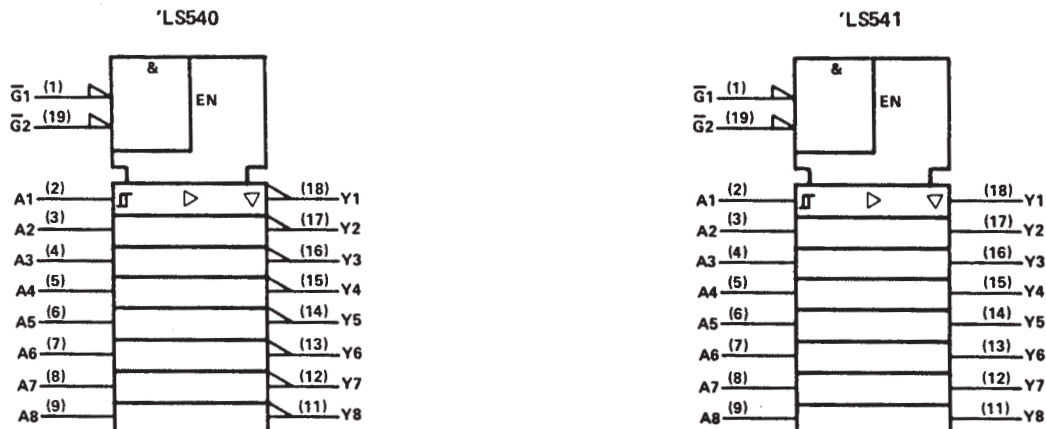 'LS540
&
G̅1 (1)
EN
G̅2 (19)
A1 (2) (18) Y1
A2 (3) (17) Y2
A3 (4) (16) Y3
A4 (5) (15) Y4
A5 (6) (14) Y5
A6 (7) (13) Y6
A7 (8) (12) Y7
A8 (9) (11) Y8
'LS541
&
G̅1 (1)
EN
G̅2 (19)
A1 (2) (18) Y1
A2 (3) (17) Y2
A3 (4) (16) Y3
A4 (5) (15) Y4
A5 (6) (14) Y5
A6 (7) (13) Y6
A7 (8) (12) Y7
A8 (9) (11) Y8